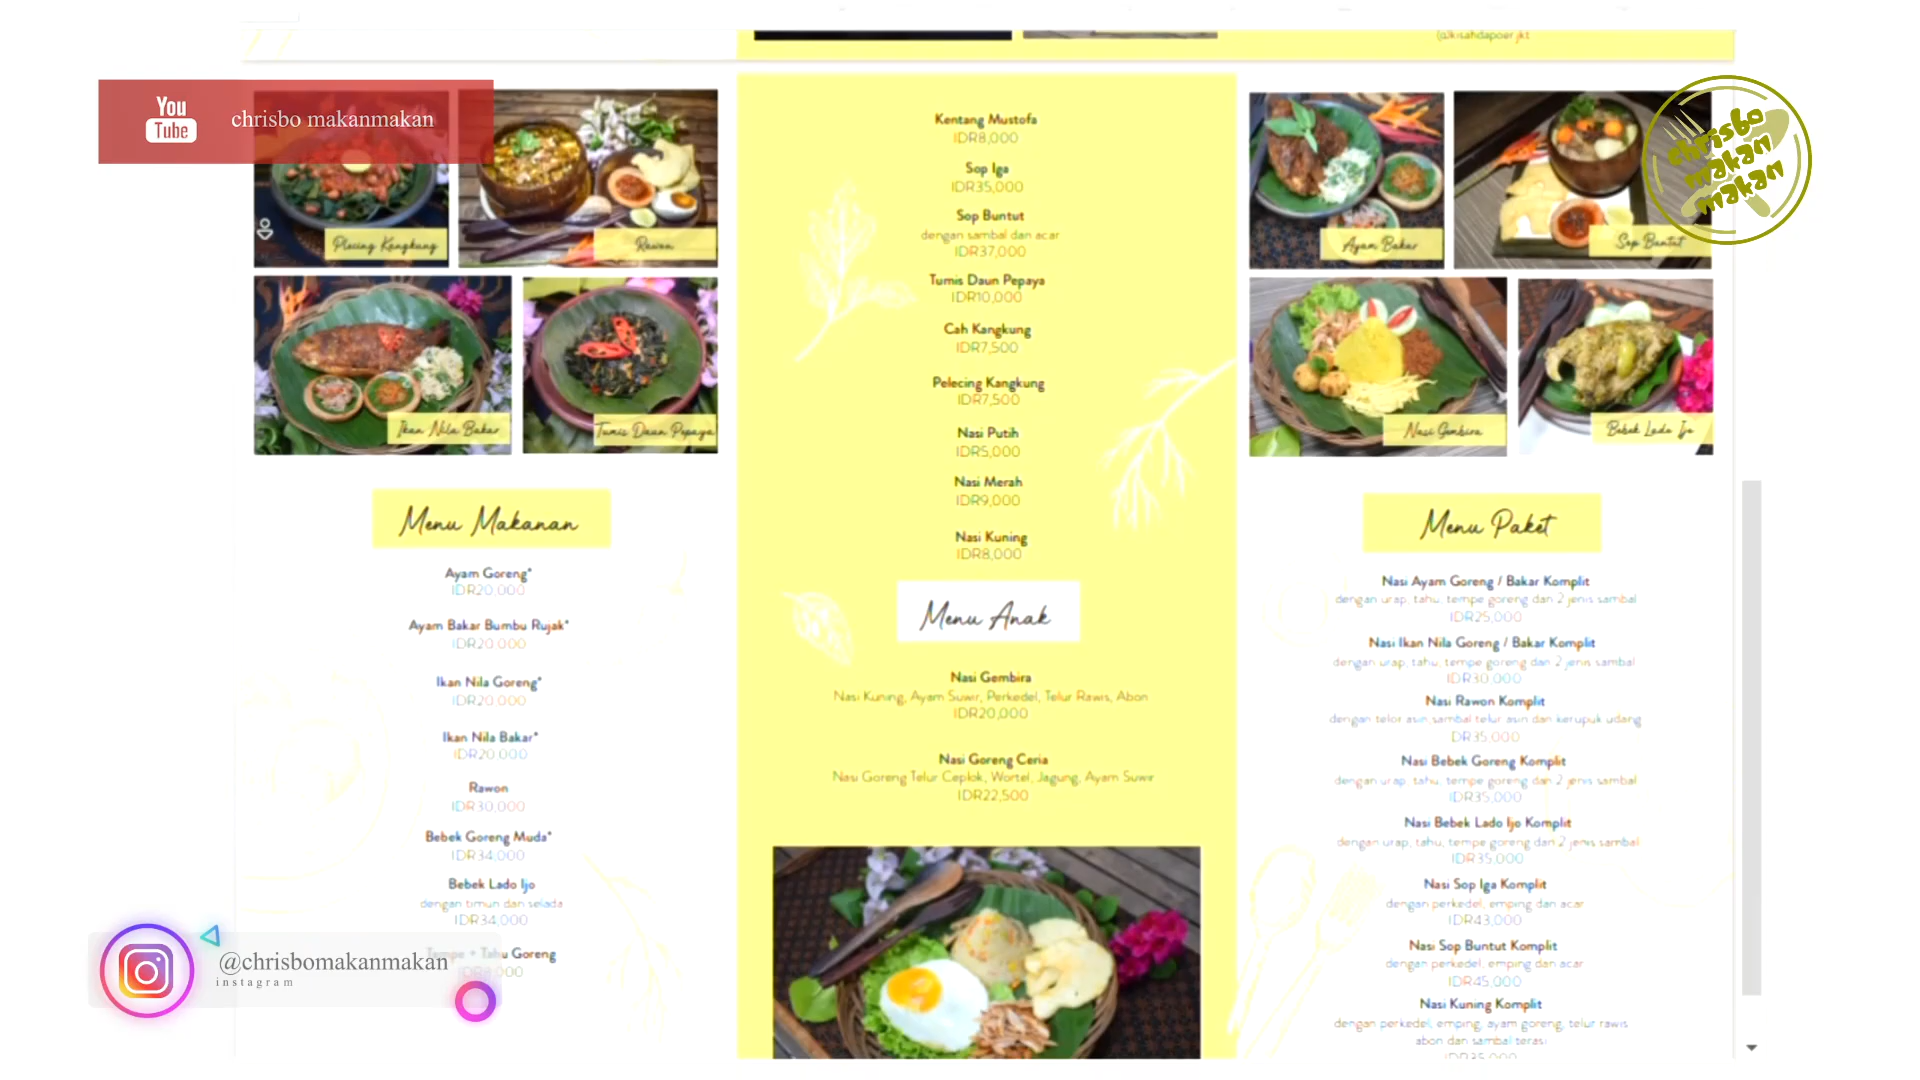 @kisahdapoer.jkt
You
Tube
chrisbo makanmakan
chrisbo
makan
makan
Plecing Kangkung
Rawon
Ikan Nila Bakar
Tumis Daun Pepaya
Menu Makanan
Ayam Goreng*
IDR20,000
Ayam Bakar Bumbu Rujak*
IDR20.000
Ikan Nila Goreng*
IDR20,000
Ikan Nila Bakar*
IDR20.000
Rawon
IDR30,000
Bebek Goreng Muda*
IDR34,000
Bebek Lado Ijo
dengan timun dan selada
IDR34,000
Tempe + Tahu Goreng
@chrisbomakanmakan
instagram
Kentang Mustofa
IDR8,000
Sop Iga
IDR35,000
Sop Buntut
dengan sambal dan acar
IDR37,000
Tumis Daun Pepaya
IDR10,000
Cah Kangkung
IDR7,500
Pelecing Kangkung
IDR7,500
Nasi Putih
IDR5,000
Nasi Merah
IDR9,000
Nasi Kuning
IDR8,000
Menu Anak
Nasi Gembira
Nasi Kuning, Ayam Suwir, Perkedel, Telur Rawis, Abon
IDR20,000
Nasi Goreng Ceria
Nasi Goreng Telur Ceplok, Wortel, Jagung, Ayam Suwir
IDR22,500
Ayam Bakar
Sop Buntut
Nasi Gembira
Bebek Lado Ijo
Menu Paket
Nasi Ayam Goreng / Bakar Komplit
dengan urap, tahu, tempe goreng dan 2 jenis sambal
IDR25,000
Nasi Ikan Nila Goreng / Bakar Komplit
dengan urap, tahu, tempe goreng dan 2 jenis sambal
IDR30.000
Nasi Rawon Komplit
dengan telor asin,sambal telur asin dan kerupuk udang
IDR35.000
Nasi Bebek Goreng Komplit
dengan urap, tahu, tempe goreng dan 2 jenis sambal
IDR35,000
Nasi Bebek Lado Ijo Komplit
dengan urap, tahu, tempe goreng dan 2 jenis sambal
IDR35,000
Nasi Sop Iga Komplit
dengan perkedel, emping dan acar
IDR43,000
Nasi Sop Buntut Komplit
dengan perkedel, emping dan acar
IDR45,000
Nasi Kuning Komplit
dengan perkedel, emping, ayam goreng, telur rawis
abon dan sambal terasi
IDR35,000